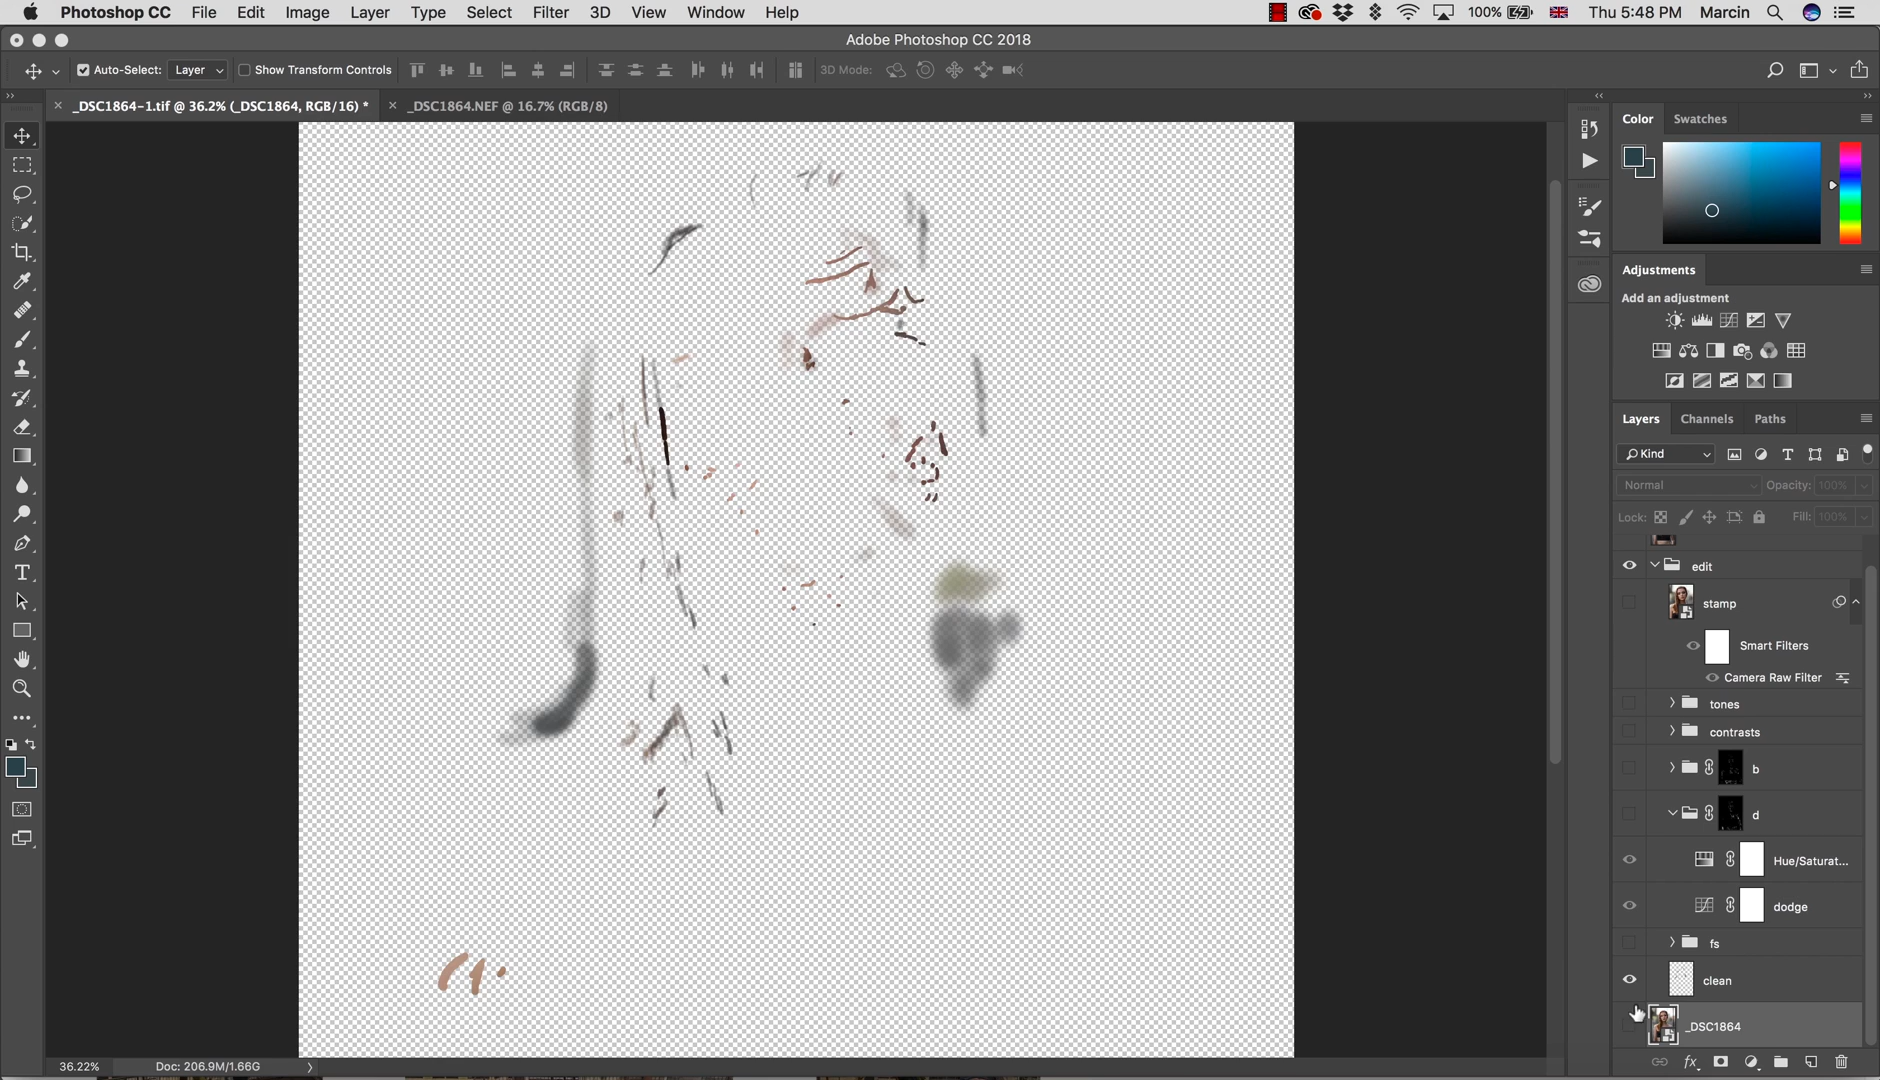 Photoshop CC File Edit Image Layer Type Select Filter 3D View Window Help 100% Thu 5:48 PM Marcin
Adobe Photoshop CC 2018
Auto-Select: Layer Show Transform Controls 3D Mode:
_DSC1864-1.tif @ 36.2% (_DSC1864, RGB/16) * _DSC1864.NEF @ 16.7% (RGB/8)
Color Swatches
Adjustments
Add an adjustment
Layers Channels Paths
Kind
Normal Opacity: 100%
Lock: Fill: 100%
edit
stamp
Smart Filters
Camera Raw Filter
tones
contrasts
b
d
Hue/Saturat...
dodge
fs
clean
_DSC1864
36.22% Doc: 206.9M/1.66G